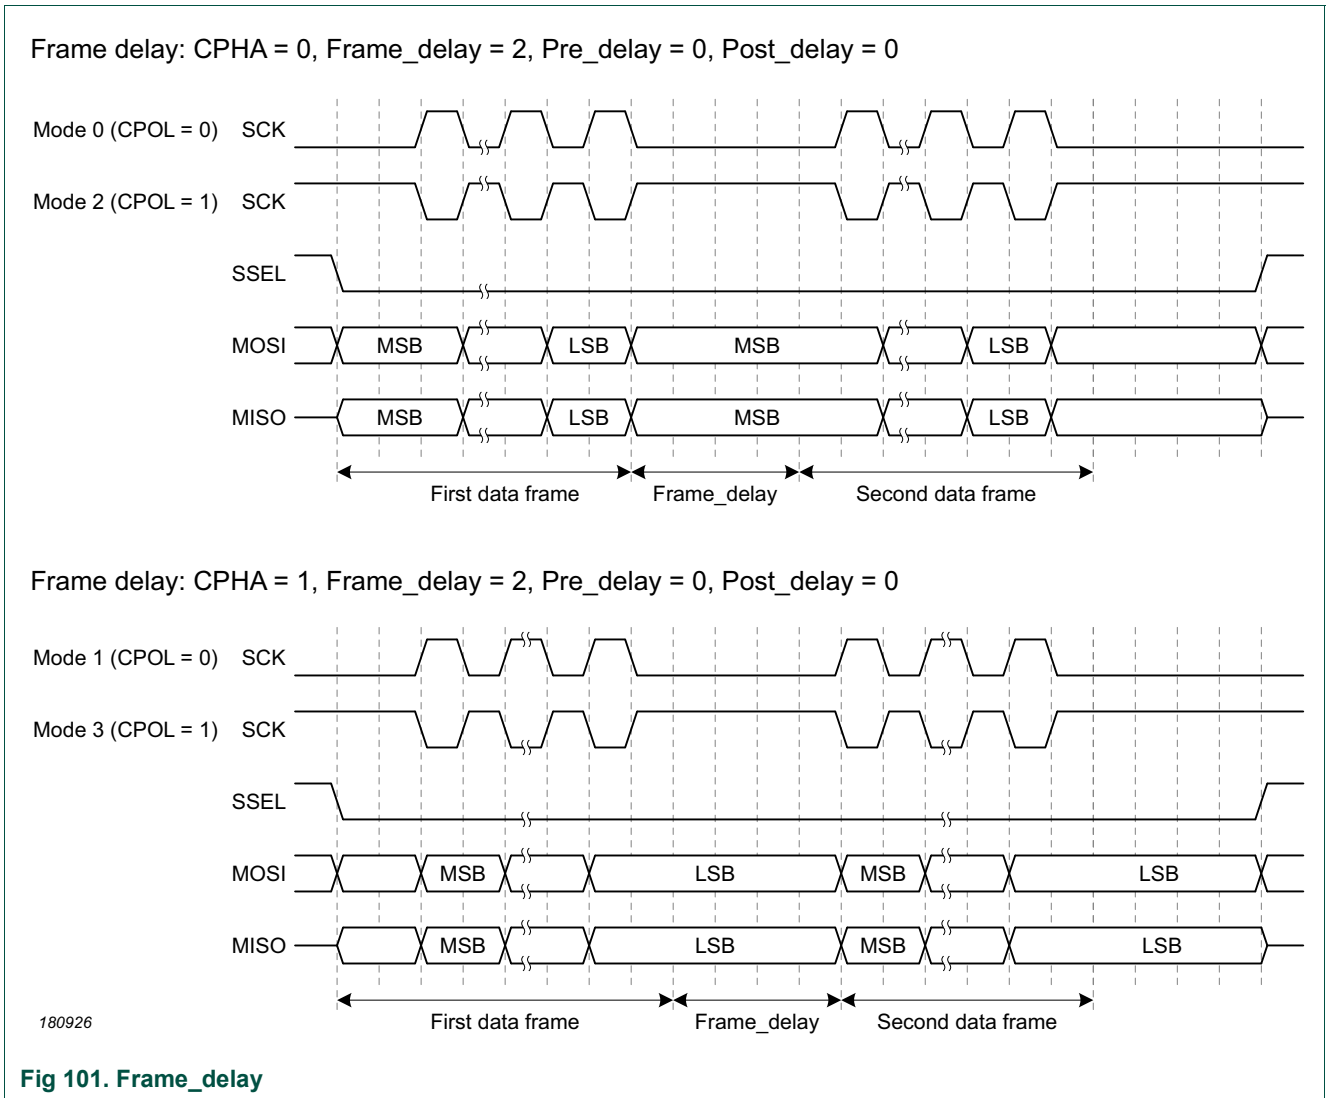 Frame delay: CPHA = 0, Frame_delay = 2, Pre_delay = 0, Post_delay = 0
Mode 0 (CPOL = 0) SCK
Mode 2 (CPOL = 1) SCK
SSEL
MOSI MSB LSB MSB LSB
MISO MSB LSB MSB LSB
First data frame Frame_delay Second data frame
Frame delay: CPHA = 1, Frame_delay = 2, Pre_delay = 0, Post_delay = 0
Mode 1 (CPOL = 0) SCK
Mode 3 (CPOL = 1) SCK
SSEL
MOSI MSB LSB MSB LSB
MISO MSB LSB MSB LSB
180926 First data frame Frame_delay Second data frame
Fig 101. Frame_delay